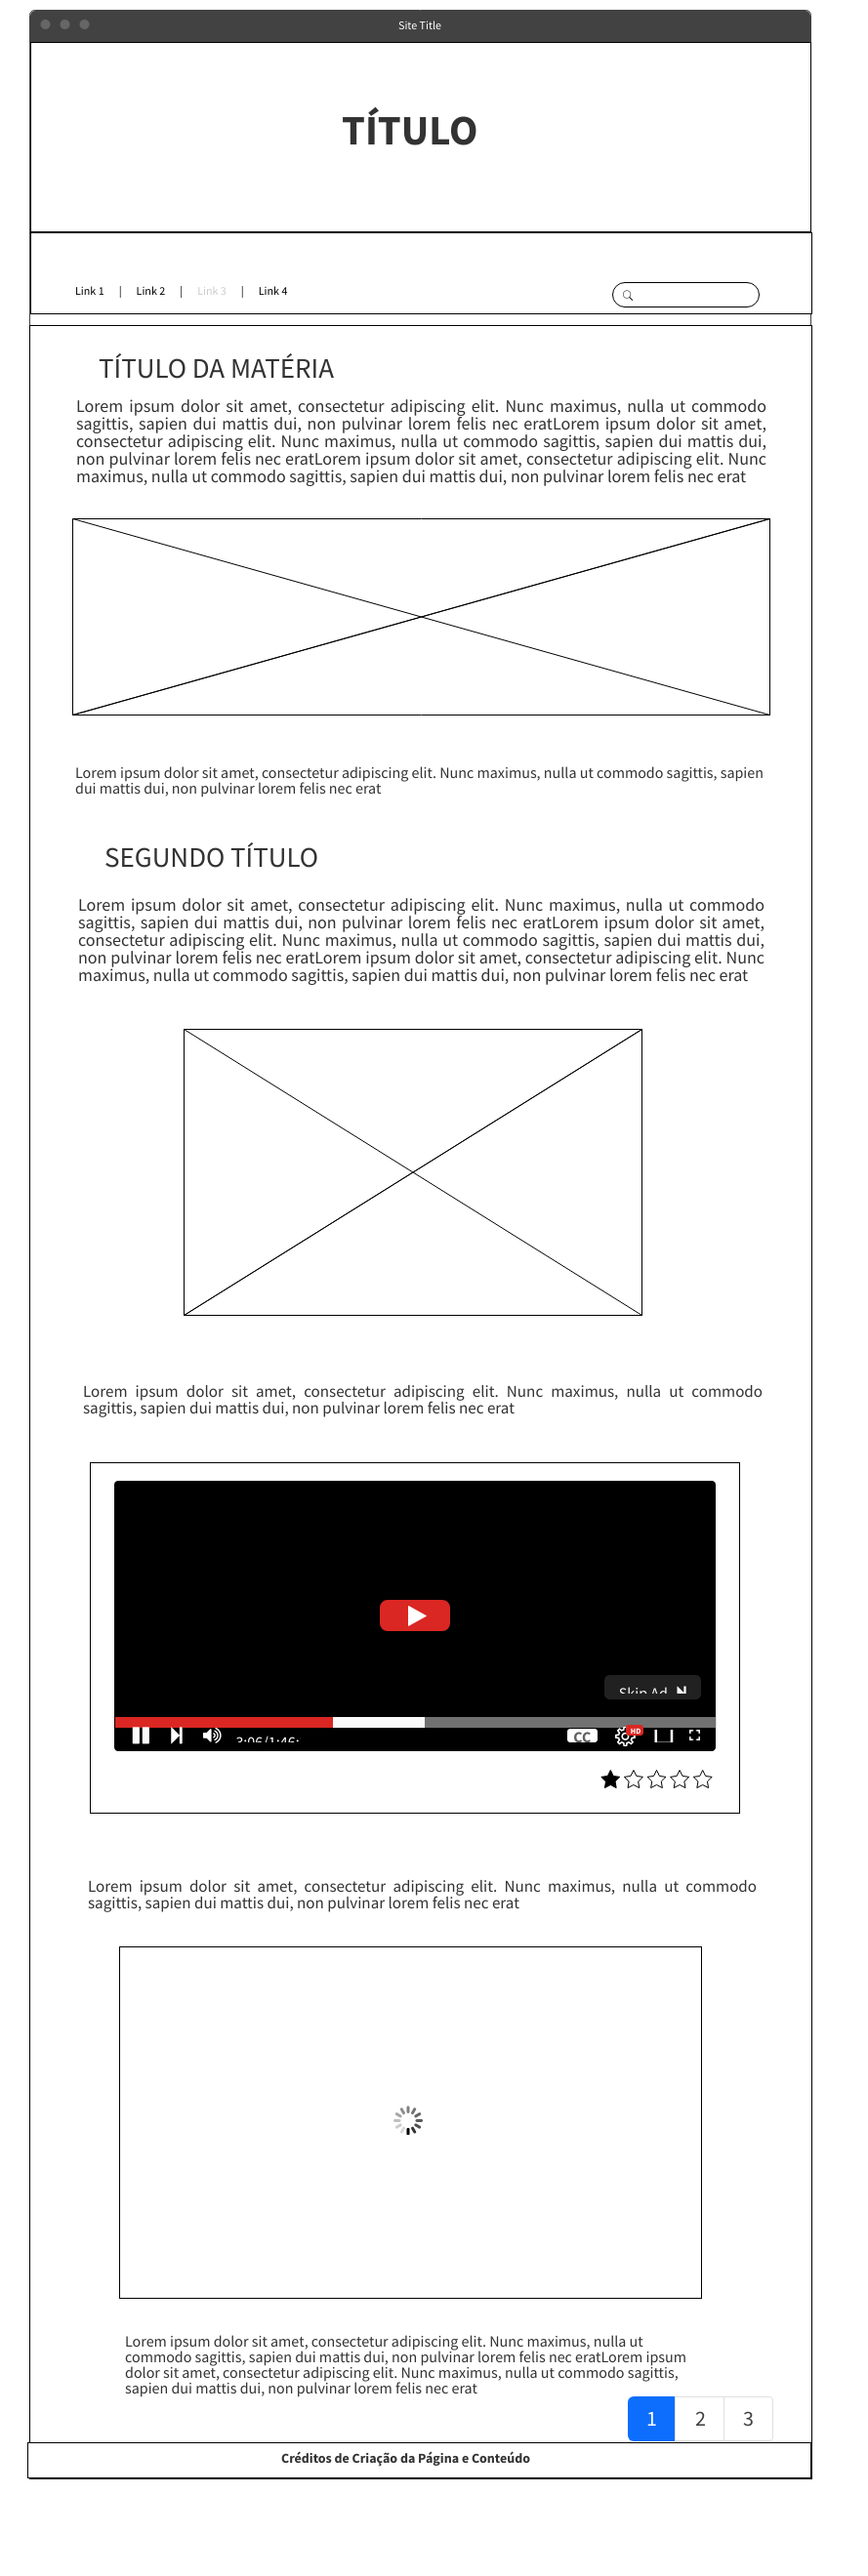 Site Title
TÍTULO
Link 1 | Link 2 | Link 3 | Link 4
TÍTULO DA MATÉRIA
Lorem ipsum dolor sit amet, consectetur adipiscing elit. Nunc maximus, nulla ut commodo
sagittis, sapien dui mattis dui, non pulvinar lorem felis nec eratLorem ipsum dolor sit amet,
consectetur adipiscing elit. Nunc maximus, nulla ut commodo sagittis, sapien dui mattis dui,
non pulvinar lorem felis nec eratLorem ipsum dolor sit amet, consectetur adipiscing elit. Nunc
maximus, nulla ut commodo sagittis, sapien dui mattis dui, non pulvinar lorem felis nec erat
Lorem ipsum dolor sit amet, consectetur adipiscing elit. Nunc maximus, nulla ut commodo sagittis, sapien
dui mattis dui, non pulvinar lorem felis nec erat
SEGUNDO TÍTULO
Lorem ipsum dolor sit amet, consectetur adipiscing elit. Nunc maximus, nulla ut commodo
sagittis, sapien dui mattis dui, non pulvinar lorem felis nec eratLorem ipsum dolor sit amet,
consectetur adipiscing elit. Nunc maximus, nulla ut commodo sagittis, sapien dui mattis dui,
non pulvinar lorem felis nec eratLorem ipsum dolor sit amet, consectetur adipiscing elit. Nunc
maximus, nulla ut commodo sagittis, sapien dui mattis dui, non pulvinar lorem felis nec erat
Lorem ipsum dolor sit amet, consectetur adipiscing elit. Nunc maximus, nulla ut commodo
sagittis, sapien dui mattis dui, non pulvinar lorem felis nec erat
Skip Ad
3:06/1:46:
CC HD
Lorem ipsum dolor sit amet, consectetur adipiscing elit. Nunc maximus, nulla ut commodo
sagittis, sapien dui mattis dui, non pulvinar lorem felis nec erat
Lorem ipsum dolor sit amet, consectetur adipiscing elit. Nunc maximus, nulla ut
commodo sagittis, sapien dui mattis dui, non pulvinar lorem felis nec eratLorem ipsum
dolor sit amet, consectetur adipiscing elit. Nunc maximus, nulla ut commodo sagittis,
sapien dui mattis dui, non pulvinar lorem felis nec erat
1 2 3
Créditos de Criação da Página e Conteúdo